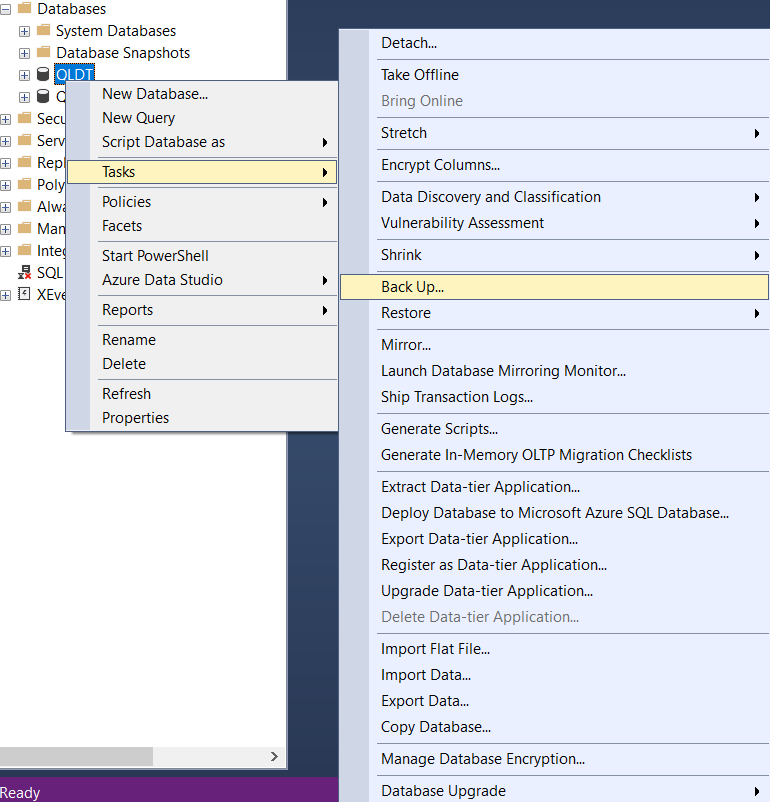 Databases
System Databases
Database Snapshots
QLDT
Q
Secu
Serv
Repl
Poly
Alwa
Man
Integ
SQL
XEve
New Database...
New Query
Script Database as
Tasks
Policies
Facets
Start PowerShell
Azure Data Studio
Reports
Rename
Delete
Refresh
Properties
Detach...
Take Offline
Bring Online
Stretch
Encrypt Columns...
Data Discovery and Classification
Vulnerability Assessment
Shrink
Back Up...
Restore
Mirror...
Launch Database Mirroring Monitor...
Ship Transaction Logs...
Generate Scripts...
Generate In-Memory OLTP Migration Checklists
Extract Data-tier Application...
Deploy Database to Microsoft Azure SQL Database...
Export Data-tier Application...
Register as Data-tier Application...
Upgrade Data-tier Application...
Delete Data-tier Application...
Import Flat File...
Import Data...
Export Data...
Copy Database...
Manage Database Encryption...
Database Upgrade
Ready